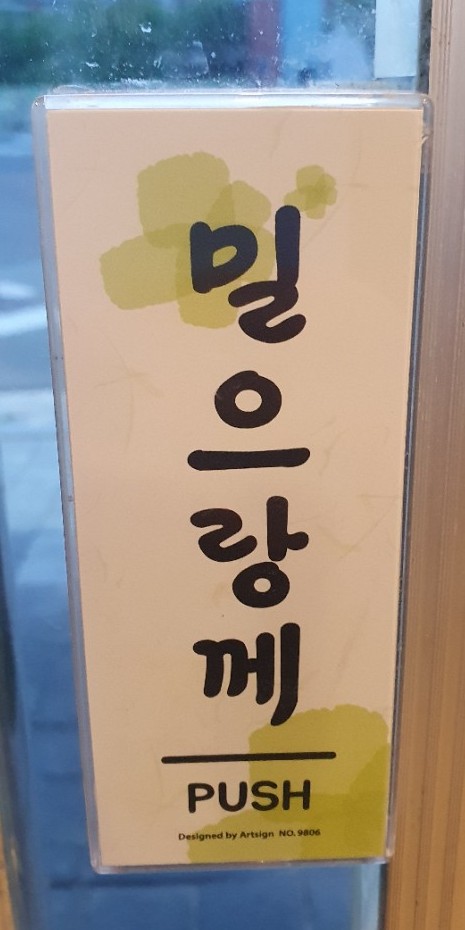 밀으랑께
PUSH
Designed by Artsign NO. 9806